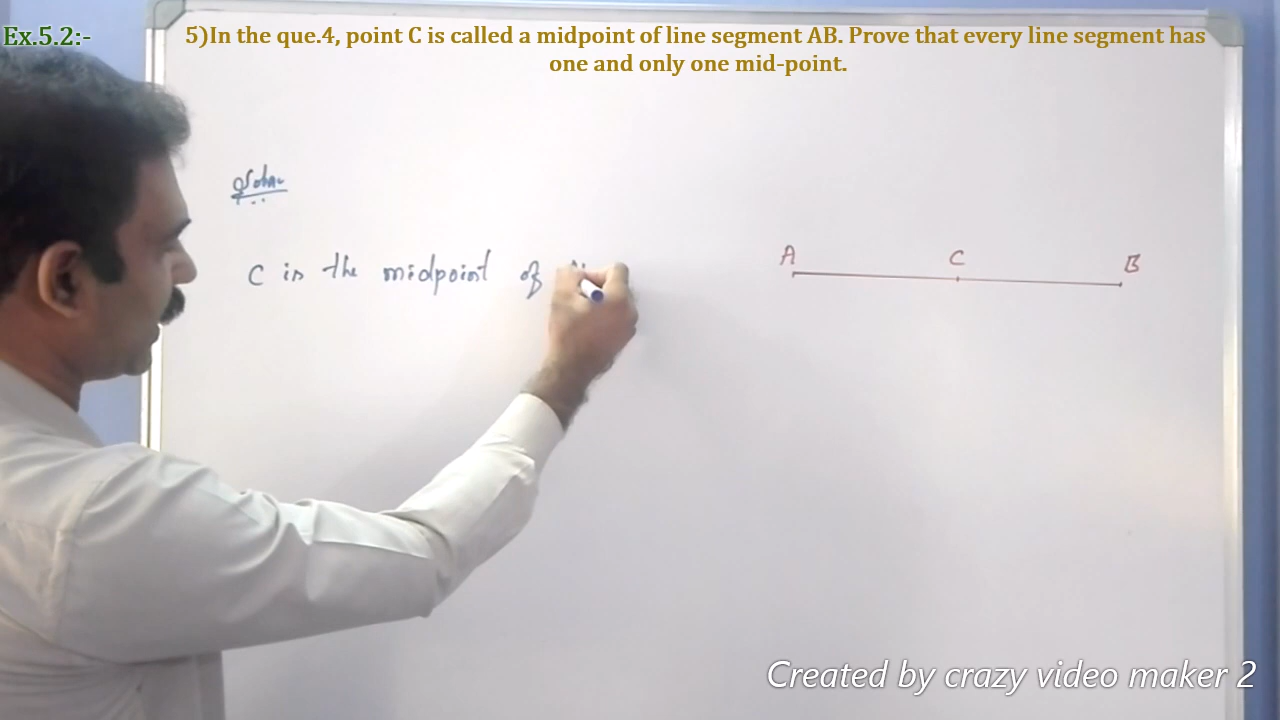 Ex.5.2:-
5)In the que.4, point C is called a midpoint of line segment AB. Prove that every line segment has
one and only one mid-point.
C is the midpoint of
A C B
Created by crazy video maker 2